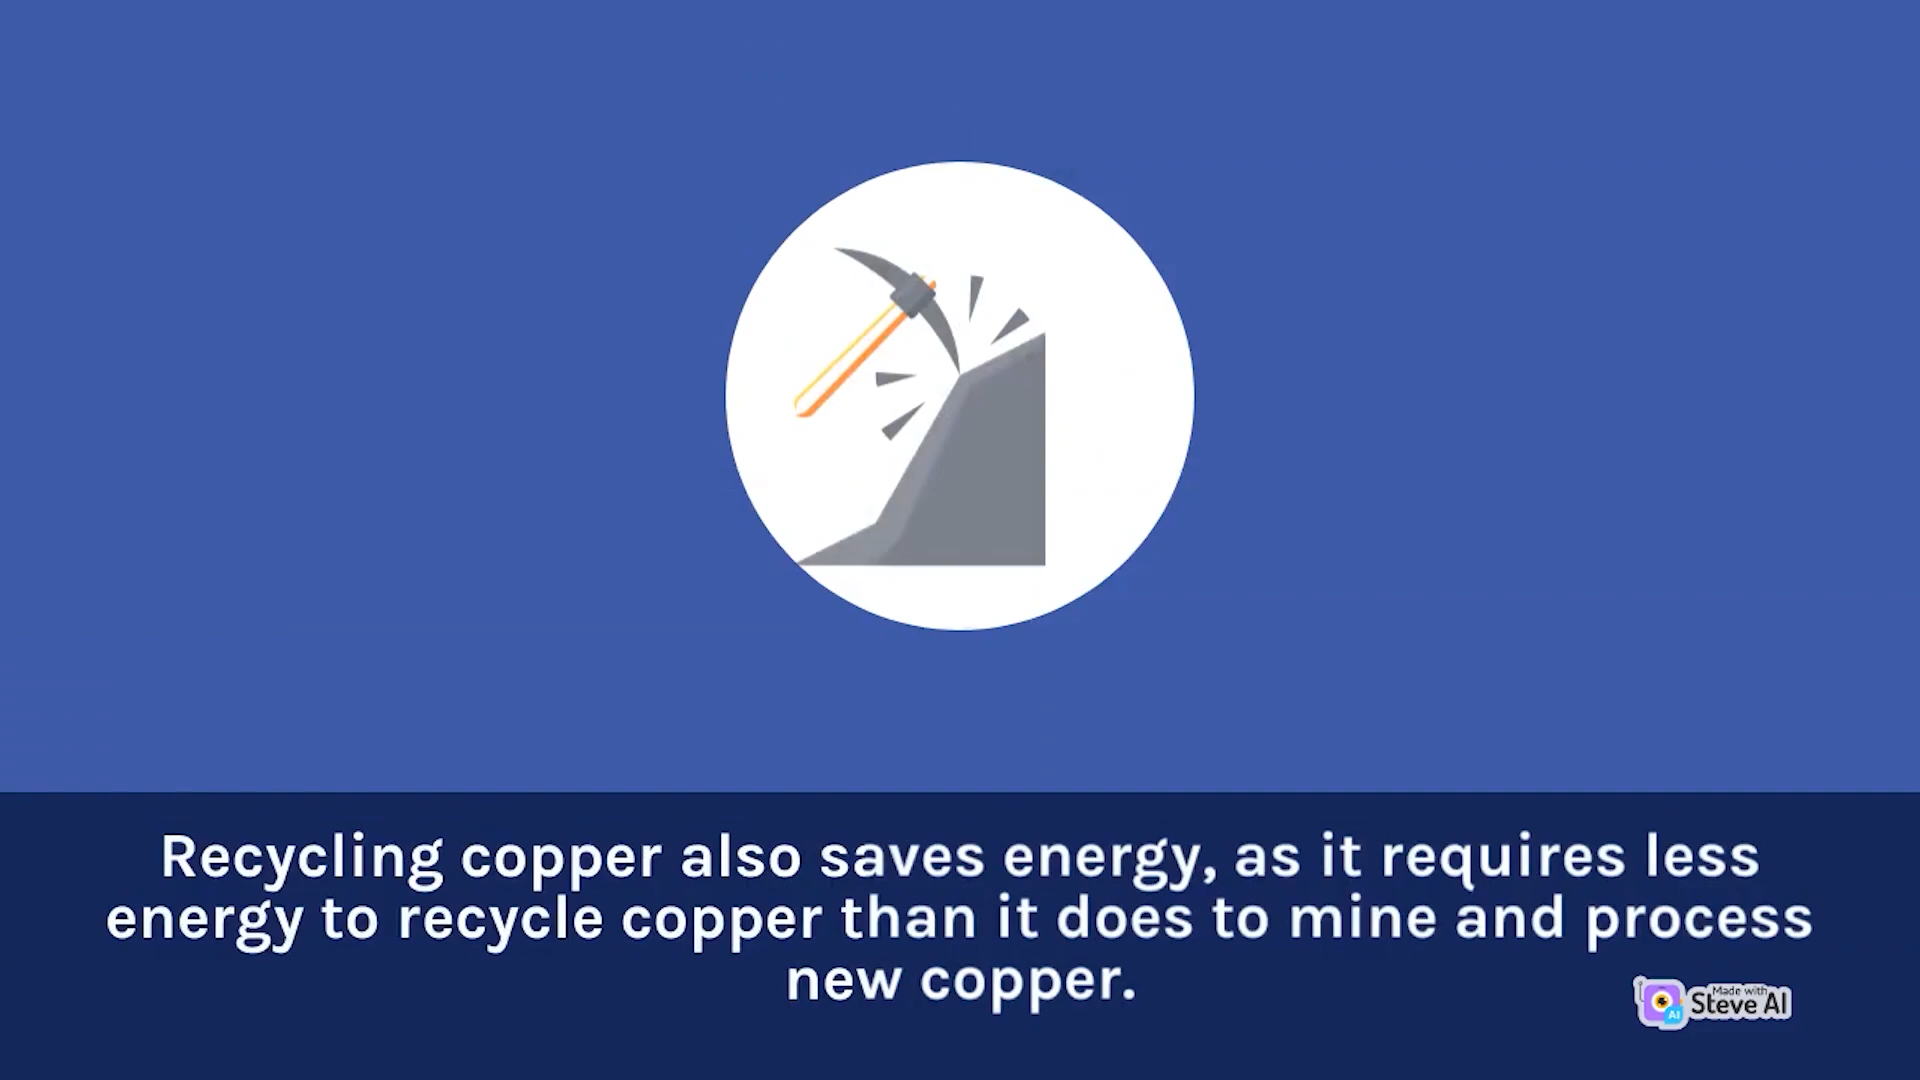 Recycling copper also saves energy, as it requires less
energy to recycle copper than it does to mine and process
new copper.
Made with
Steve AI
AI